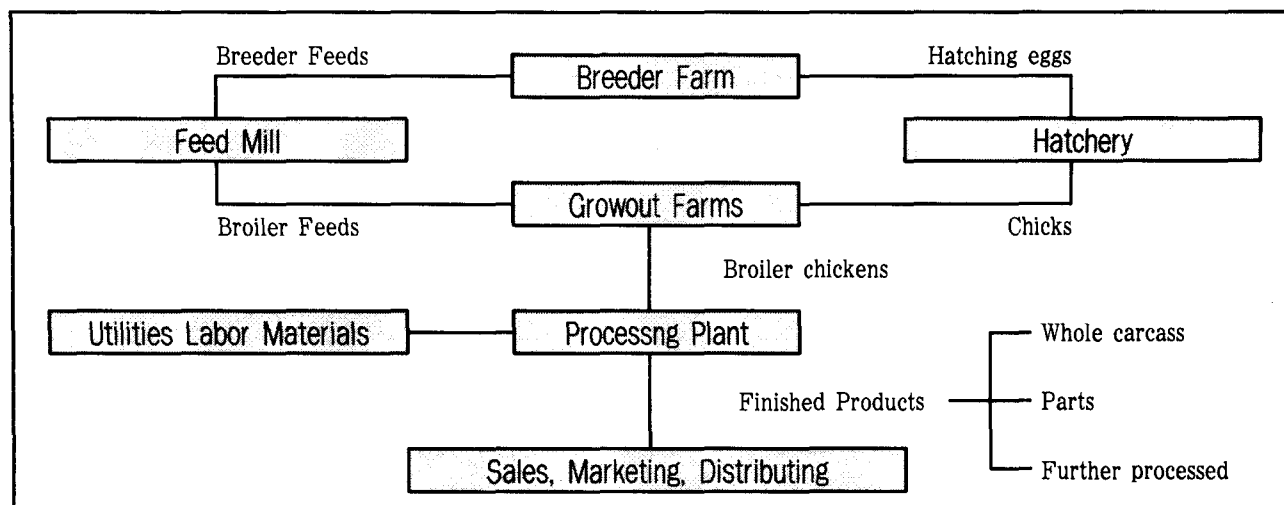 Breeder Feeds
Hatching eggs
Breeder Farm
Feed Mill
Hatchery
Growout Farms
Broiler Feeds
Chicks
Broiler chickens
Utilities Labor Materials
Processng Plant
Whole carcass
Finished Products
Parts
Sales, Marketing, Distributing
Further processed